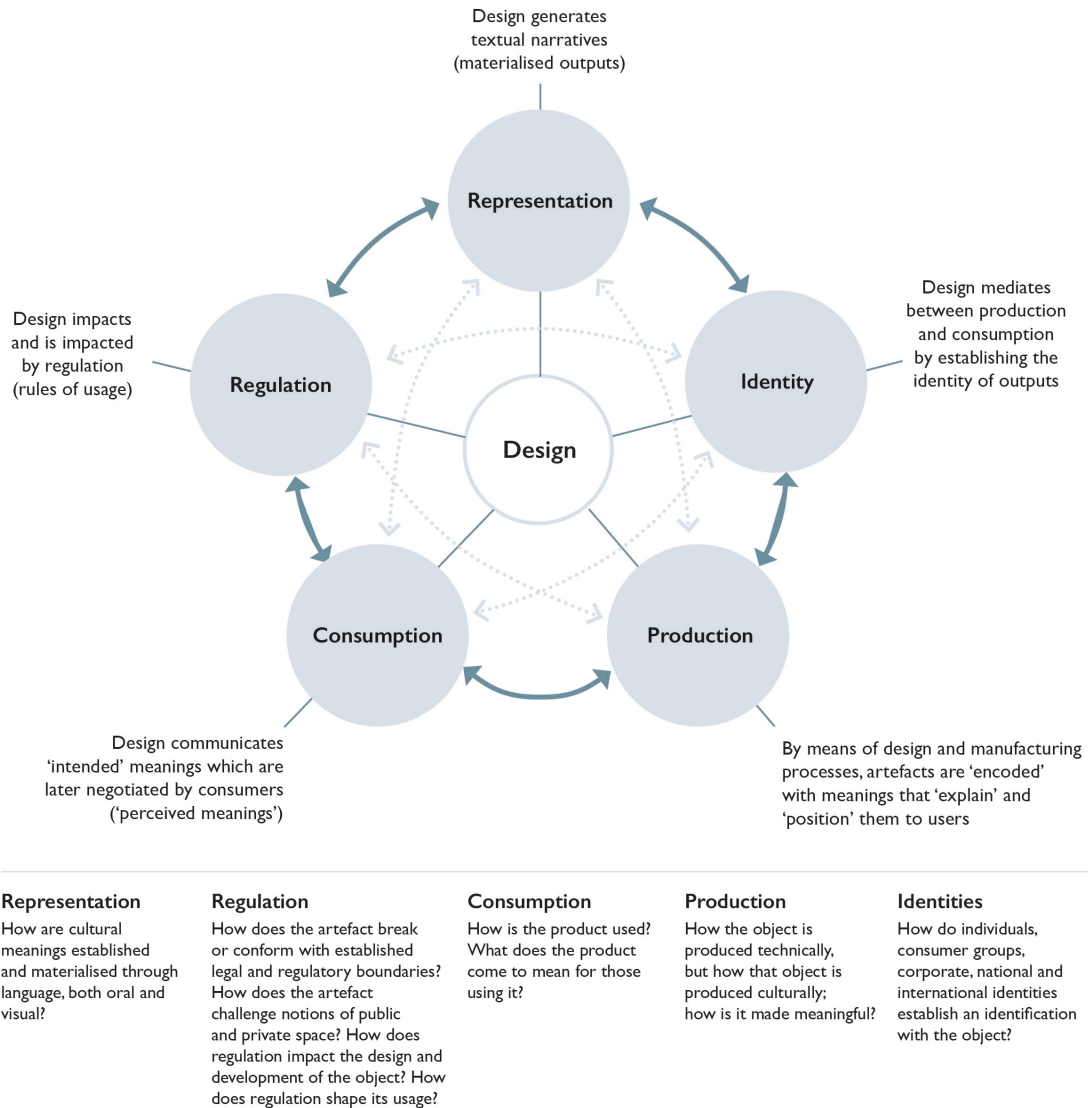 Design generates
textual narratives
(materialised outputs)
Representation
Design impacts
and is impacted
by regulation
(rules of usage)
Regulation
Design
Identity
Design mediates
between production
and consumption
by establishing the
identity of outputs
Consumption
Production
Design communicates
‘intended’ meanings which are
later negotiated by consumers
(‘perceived meanings’)
By means of design and manufacturing
processes, artefacts are ‘encoded’
with meanings that ‘explain’ and
‘position’ them to users
Representation
How are cultural
meanings established
and materialised through
language, both oral and
visual?
Regulation
How does the artefact break
or conform with established
legal and regulatory boundaries?
How does the artefact
challenge notions of public
and private space? How does
regulation impact the design and
development of the object? How
does regulation shape its usage?
Consumption
How is the product used?
What does the product
come to mean for those
using it?
Production
How the object is
produced technically,
but how that object is
produced culturally;
how is it made meaningful?
Identities
How do individuals,
consumer groups,
corporate, national and
international identities
establish an identification
with the object?